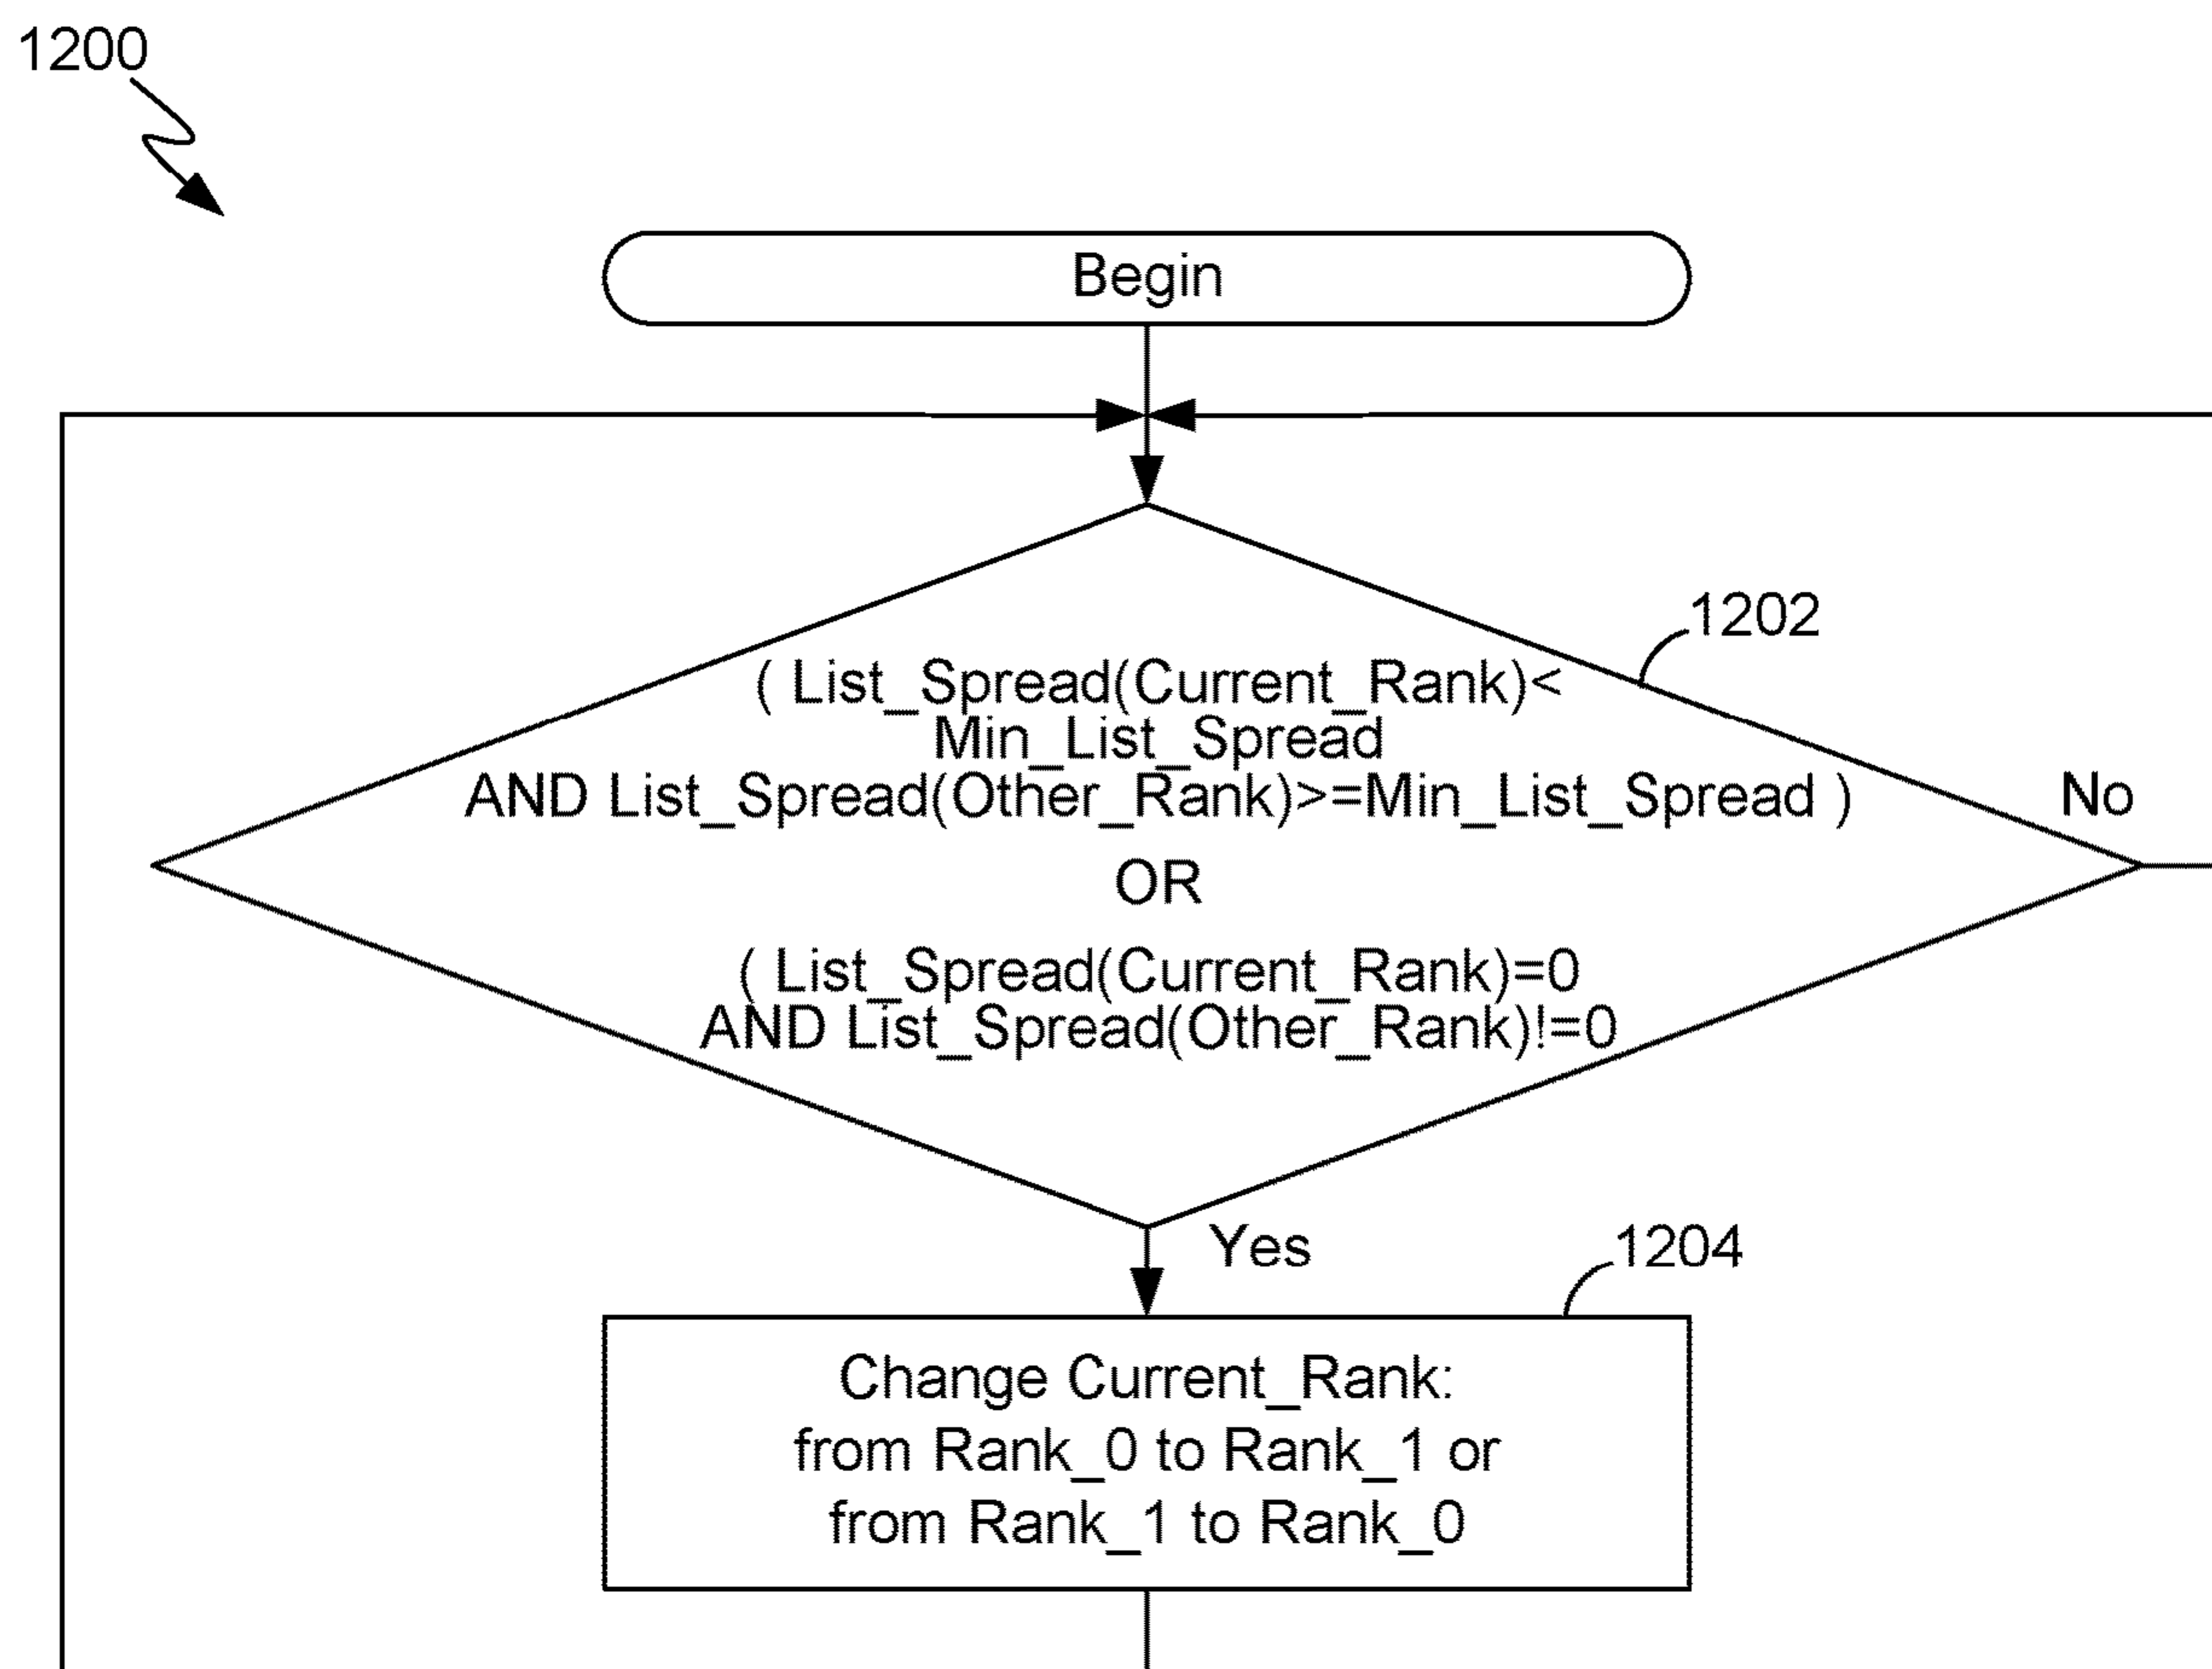 1200
Begin
1202
( List_Spread(Current_Rank)<
Min_List_Spread
AND List_Spread(Other_Rank)>=Min_List_Spread )
No
OR
( List_Spread(Current_Rank)=0
AND List_Spread(Other_Rank)!=0
Yes
1204
Change Current_Rank:
from Rank_0 to Rank_1 or
from Rank_1 to Rank_0